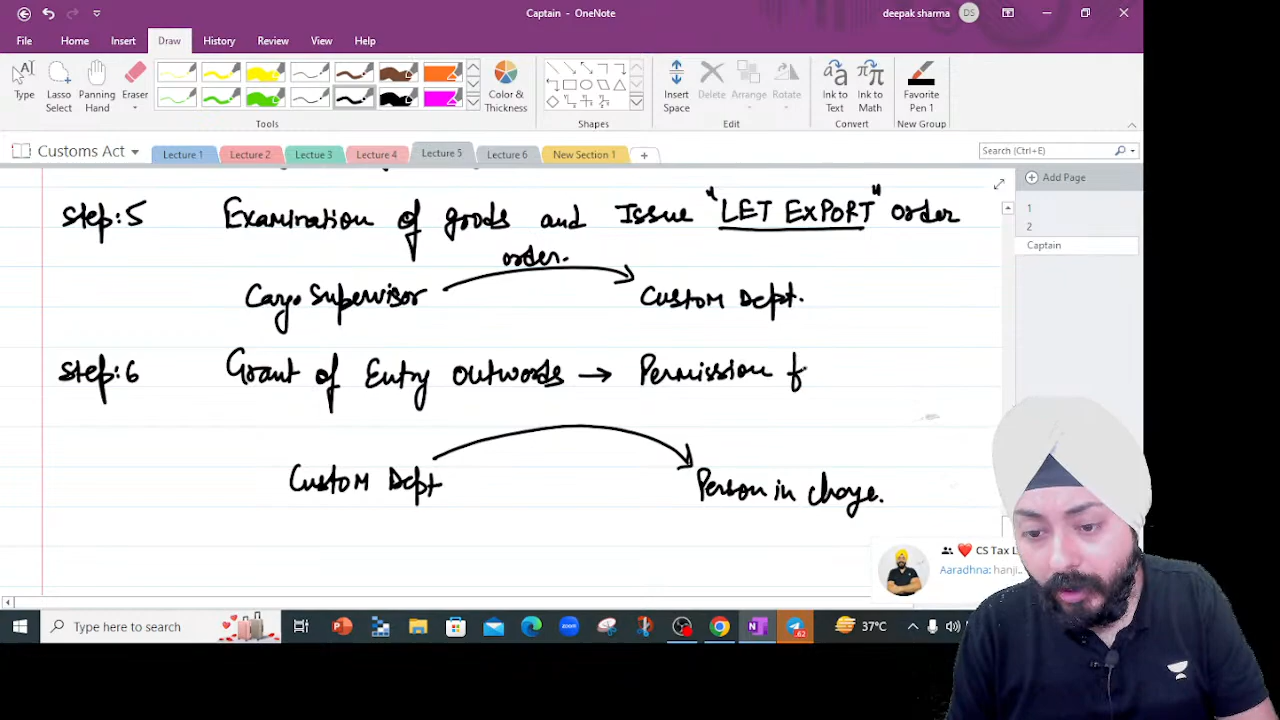 Captain - OneNote
deepak sharma DS
File Home Insert Draw History Review View Help
Type Lasso Select Panning Hand Eraser Color & Thickness Insert Space Delete Arrange Rotate Ink to Text Ink to Math Favorite Pen 1
Tools Shapes Edit Convert New Group
Customs Act Lecture 1 Lecture 2 Lectue 3 Lecture 4 Lecture 5 Lecture 6 New Section 1 Search (Ctrl+E)
Add Page
1
2
Captain
Step:5 Examination of goods and Issue "LET EXPORT" order
order.
Cargo Supervisor Custom Dept.
Step:6 Grant of Entry Outwords → Permission f
Custom Dept Person in charge.
CS Tax L
Aaradhna: hanji..
Type here to search 62 37°C